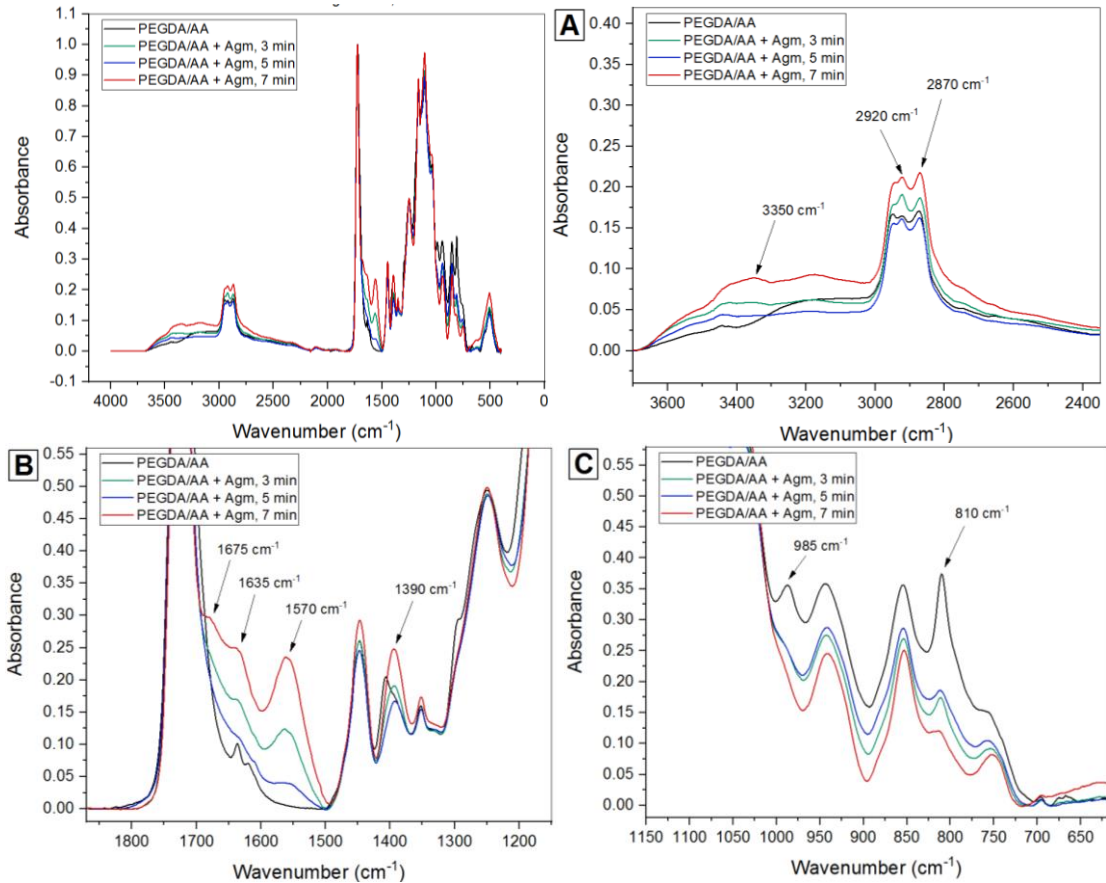 PEGDA/AA
PEGDA/AA + Agm, 3 min
PEGDA/AA + Agm, 5 min
PEGDA/AA + Agm, 7 min
1.1
1.0
0.9
0.8
0.7
0.6
0.5
0.4
0.3
0.2
0.1
0.0
-0.1
Absorbance
4000 3500 3000 2500 2000 1500 1000 500 0
Wavenumber (cm-1)
A
PEGDA/AA
PEGDA/AA + Agm, 3 min
PEGDA/AA + Agm, 5 min
PEGDA/AA + Agm, 7 min
2870 cm-1
2920 cm-1
3350 cm-1
0.40
0.35
0.30
0.25
0.20
0.15
0.10
0.05
0.00
Absorbance
3600 3400 3200 3000 2800 2600 2400
Wavenumber (cm-1)
B
PEGDA/AA
PEGDA/AA + Agm, 3 min
PEGDA/AA + Agm, 5 min
PEGDA/AA + Agm, 7 min
1675 cm-1
1635 cm-1
1570 cm-1
1390 cm-1
0.55
0.50
0.45
0.40
0.35
0.30
0.25
0.20
0.15
0.10
0.05
0.00
Absorbance
1800 1700 1600 1500 1400 1300 1200
Wavenumber (cm-1)
C
PEGDA/AA
PEGDA/AA + Agm, 3 min
PEGDA/AA + Agm, 5 min
PEGDA/AA + Agm, 7 min
985 cm-1
810 cm-1
0.55
0.50
0.45
0.40
0.35
0.30
0.25
0.20
0.15
0.10
0.05
0.00
Absorbance
1150 1100 1050 1000 950 900 850 800 750 700 650
Wavenumber (cm-1)